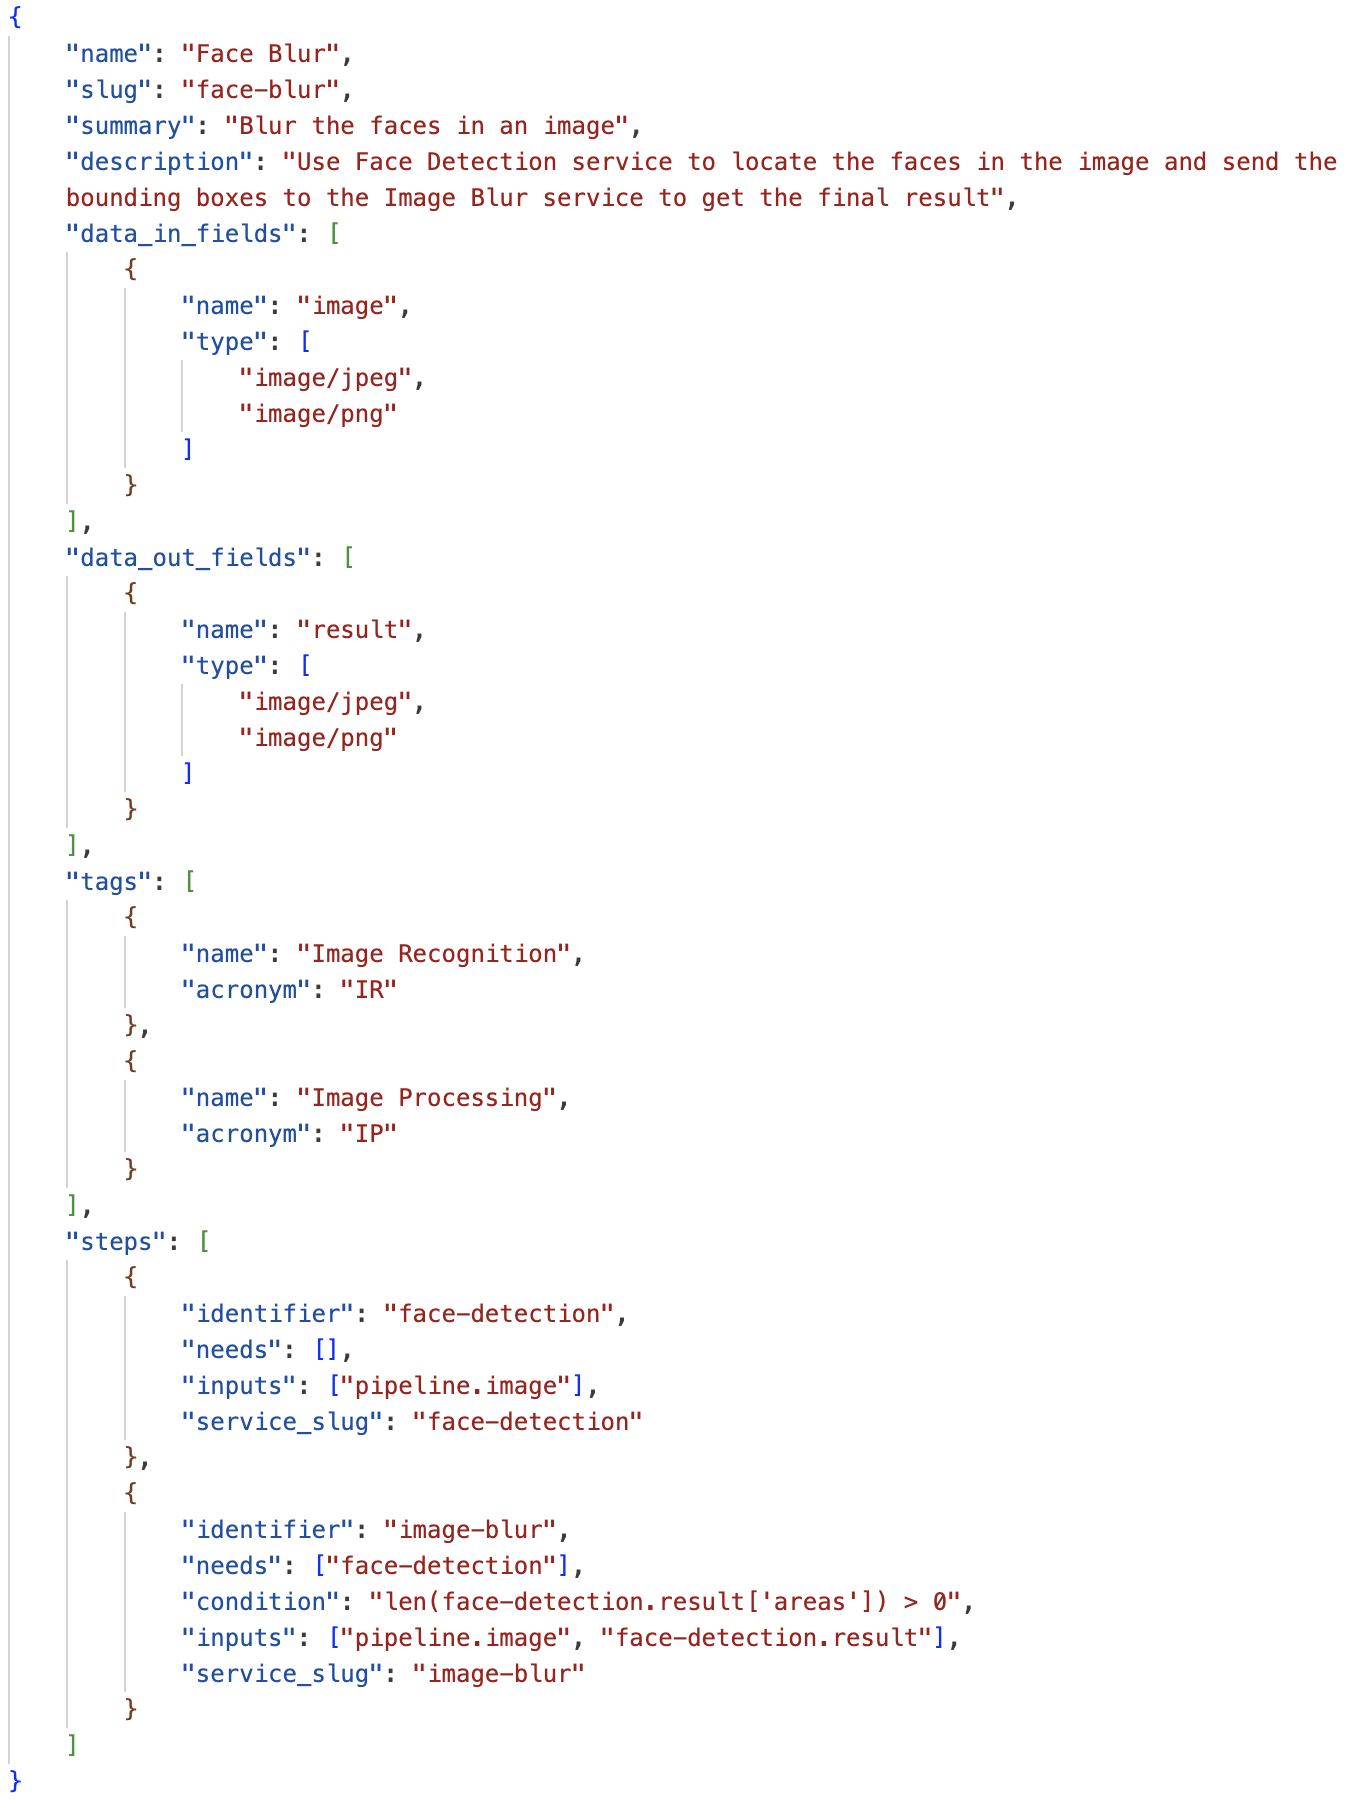 {
    "name": "Face Blur",
    "slug": "face-blur",
    "summary": "Blur the faces in an image",
    "description": "Use Face Detection service to locate the faces in the image and send the
    bounding boxes to the Image Blur service to get the final result",
    "data_in_fields": [
        {
            "name": "image",
            "type": [
                "image/jpeg",
                "image/png"
            ]
        }
    ],
    "data_out_fields": [
        {
            "name": "result",
            "type": [
                "image/jpeg",
                "image/png"
            ]
        }
    ],
    "tags": [
        {
            "name": "Image Recognition",
            "acronym": "IR"
        },
        {
            "name": "Image Processing",
            "acronym": "IP"
        }
    ],
    "steps": [
        {
            "identifier": "face-detection",
            "needs": [],
            "inputs": ["pipeline.image"],
            "service_slug": "face-detection"
        },
        {
            "identifier": "image-blur",
            "needs": ["face-detection"],
            "condition": "len(face-detection.result['areas']) > 0",
            "inputs": ["pipeline.image", "face-detection.result"],
            "service_slug": "image-blur"
        }
    ]
}